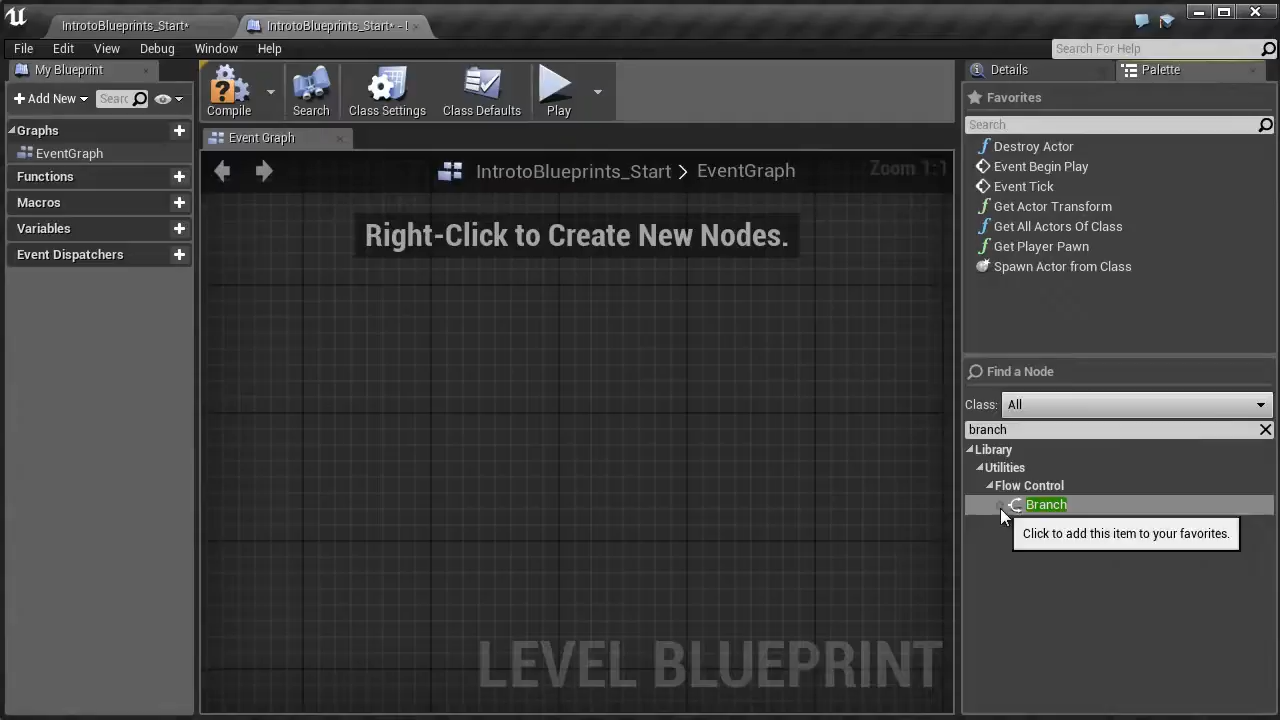 IntrotoBlueprints_Start*
IntrotoBlueprints_Start* - I
File Edit View Debug Window Help
Search For Help
My Blueprint
Add New
Searc
Graphs
EventGraph
Functions
Macros
Variables
Event Dispatchers
Compile
Search
Class Settings
Class Defaults
Play
Event Graph
IntrotoBlueprints_Start > EventGraph
Zoom 1:1
Right-Click to Create New Nodes.
LEVEL BLUEPRINT
Details
Palette
Favorites
Search
Destroy Actor
Event Begin Play
Event Tick
Get Actor Transform
Get All Actors Of Class
Get Player Pawn
Spawn Actor from Class
Find a Node
Class: All
branch
Library
Utilities
Flow Control
Branch
Click to add this item to your favorites.